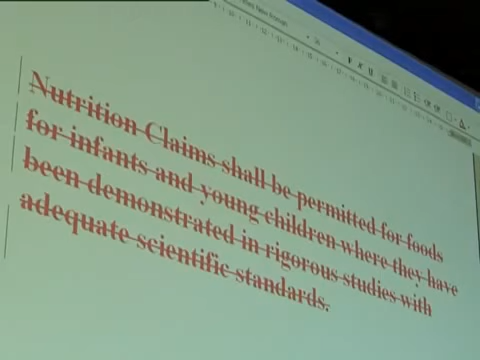 Nutrition Claims shall be permitted for foods
for infants and young children where they have
been demonstrated in rigorous studies with
adequate scientific standards.